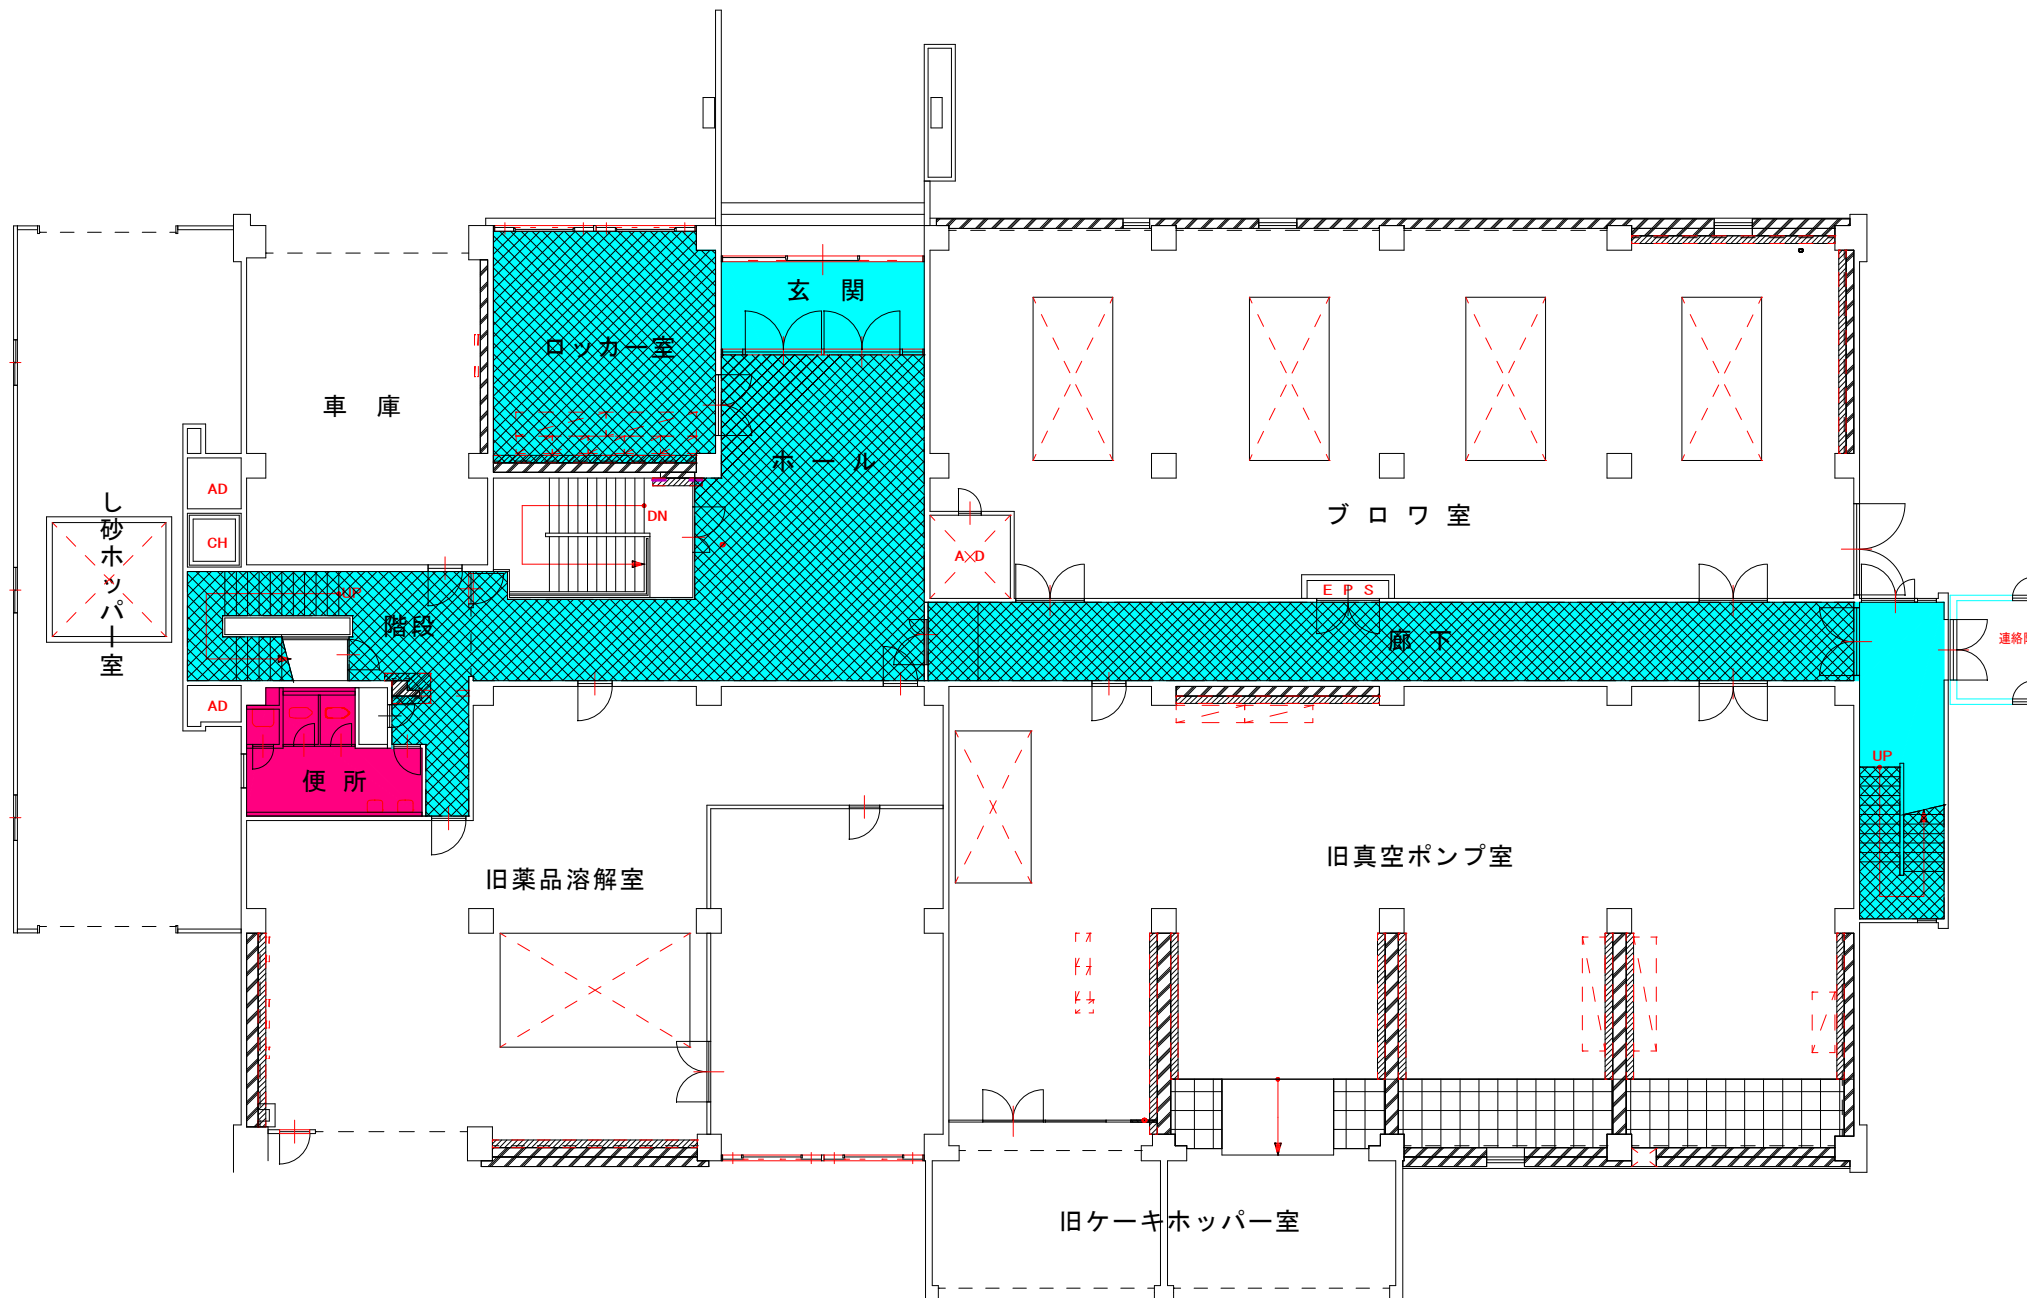 玄 関
ロッカー室
車 庫
ホール
AD
し砂ホッパー室
DN
ブ ロ ワ 室
CH
A D
E P S
UP
階段
廊 下
連絡
AD
UP
便 所
旧真空ポンプ室
旧薬品溶解室
旧ケーキホッパー室